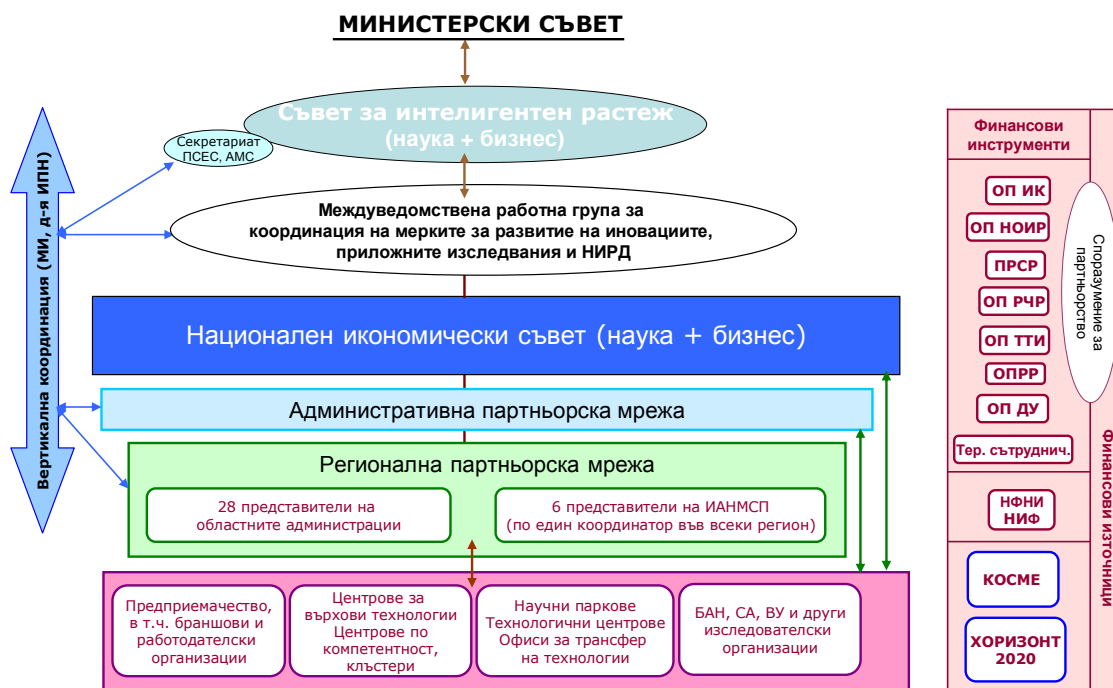 МИНИСТЕРСКИ СЪВЕТ
Съвет за интелигентен растеж
(наука + бизнес)
Секретариат
ПСЕС, АМС
Междуведомствена работна група за
координация на мерките за развитие на иновациите,
приложните изследвания и НИРД
Вертикална координация (МИ, д-я ИПН)
Национален икономически съвет (наука + бизнес)
Административна партньорска мрежа
Регионална партньорска мрежа
28 представители на
областните администрации
6 представители на ИАНМСП
(по един координатор във всеки регион)
Предприемачество,
в т.ч. браншови и
работодателски
организации
Центрове за
върхови технологии
Центрове по
компетентност,
клъстери
Научни паркове
Технологични центрове
Офиси за трансфер
на технологии
БАН, СА, ВУ и други
изследователски
организации
Финансови
инструменти
ОП ИК
ОП НОИР
ПРСР
ОП РЧР
ОП ТТИ
ОПРР
ОП ДУ
Тер. сътруднич.
НФНИ
НИФ
КОСМЕ
ХОРИЗОНТ
2020
Споразумение за
партньорство
Финансови източници